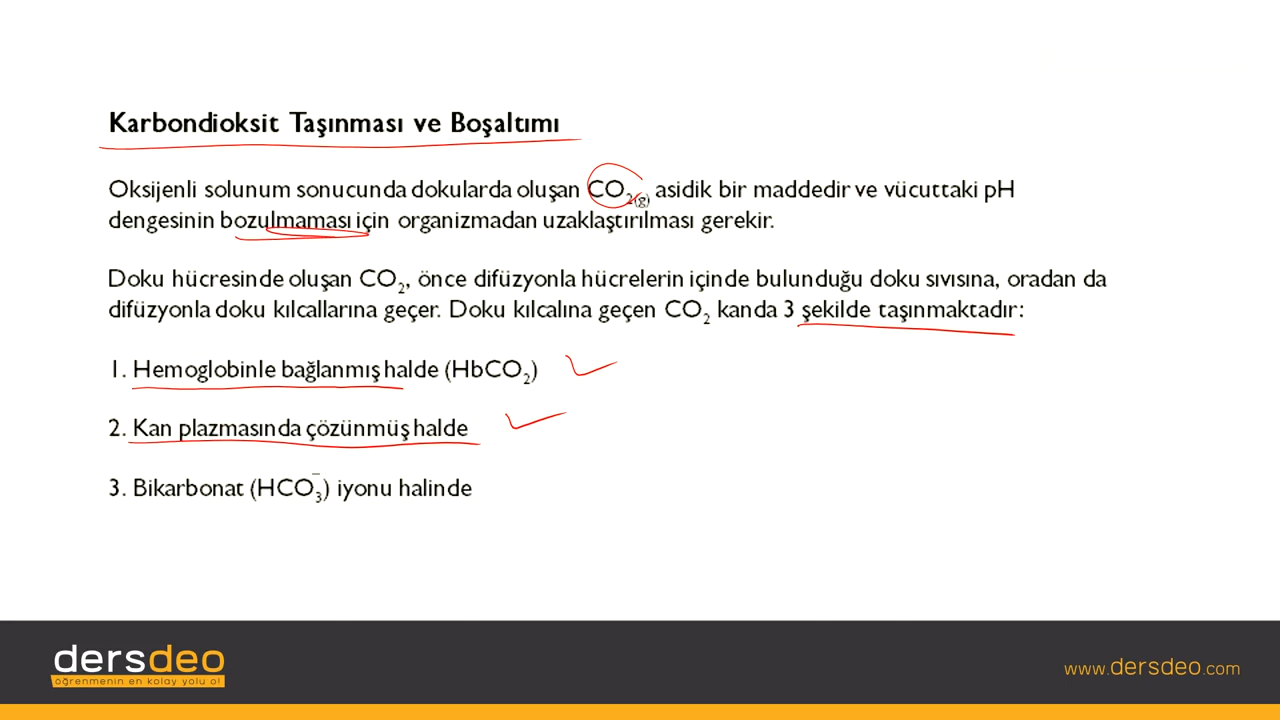 Karbondioksit Taşınması ve Boşaltımı
Oksijenli solunum sonucunda dokularda oluşan CO₂(g) asidik bir maddedir ve vücuttaki pH
dengesinin bozulmaması için organizmadan uzaklaştırılması gerekir.
Doku hücresinde oluşan CO₂, önce difüzyonla hücrelerin içinde bulunduğu doku sıvısına, oradan da
difüzyonla doku kılcallarına geçer. Doku kılcalına geçen CO₂ kanda 3 şekilde taşınmaktadır:
1. Hemoglobinle bağlanmış halde (HbCO₂)
2. Kan plazmasında çözünmüş halde
3. Bikarbonat (HCO₃⁻) iyonu halinde
dersdeo
öğrenmenin en kolay yolu o!
www.dersdeo.com